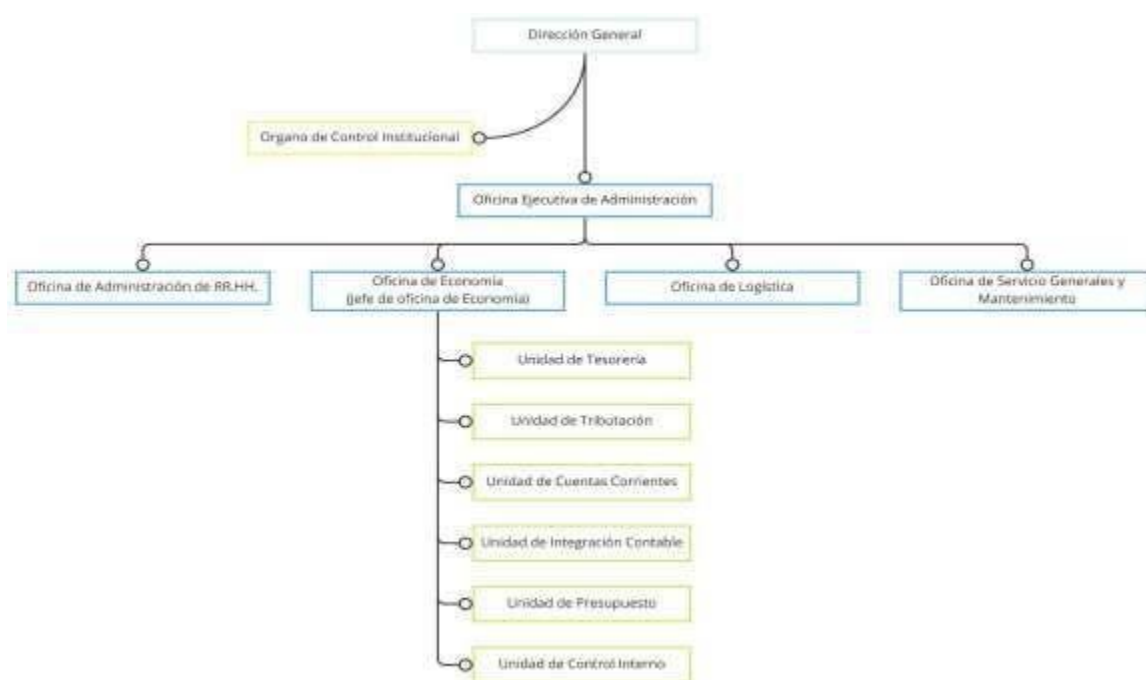 Dirección General
Organo de Control Institucional
Oficina Ejecutiva de Administración
Oficina de Administración de RR.HH.
Oficina de Economía
(jefe de oficina de Economía)
Oficina de Logística
Oficina de Servicio Generales y
Mantenimiento
Unidad de Tesorería
Unidad de Tributación
Unidad de Cuentas Corrientes
Unidad de Integración Contable
Unidad de Presupuesto
Unidad de Control Interno